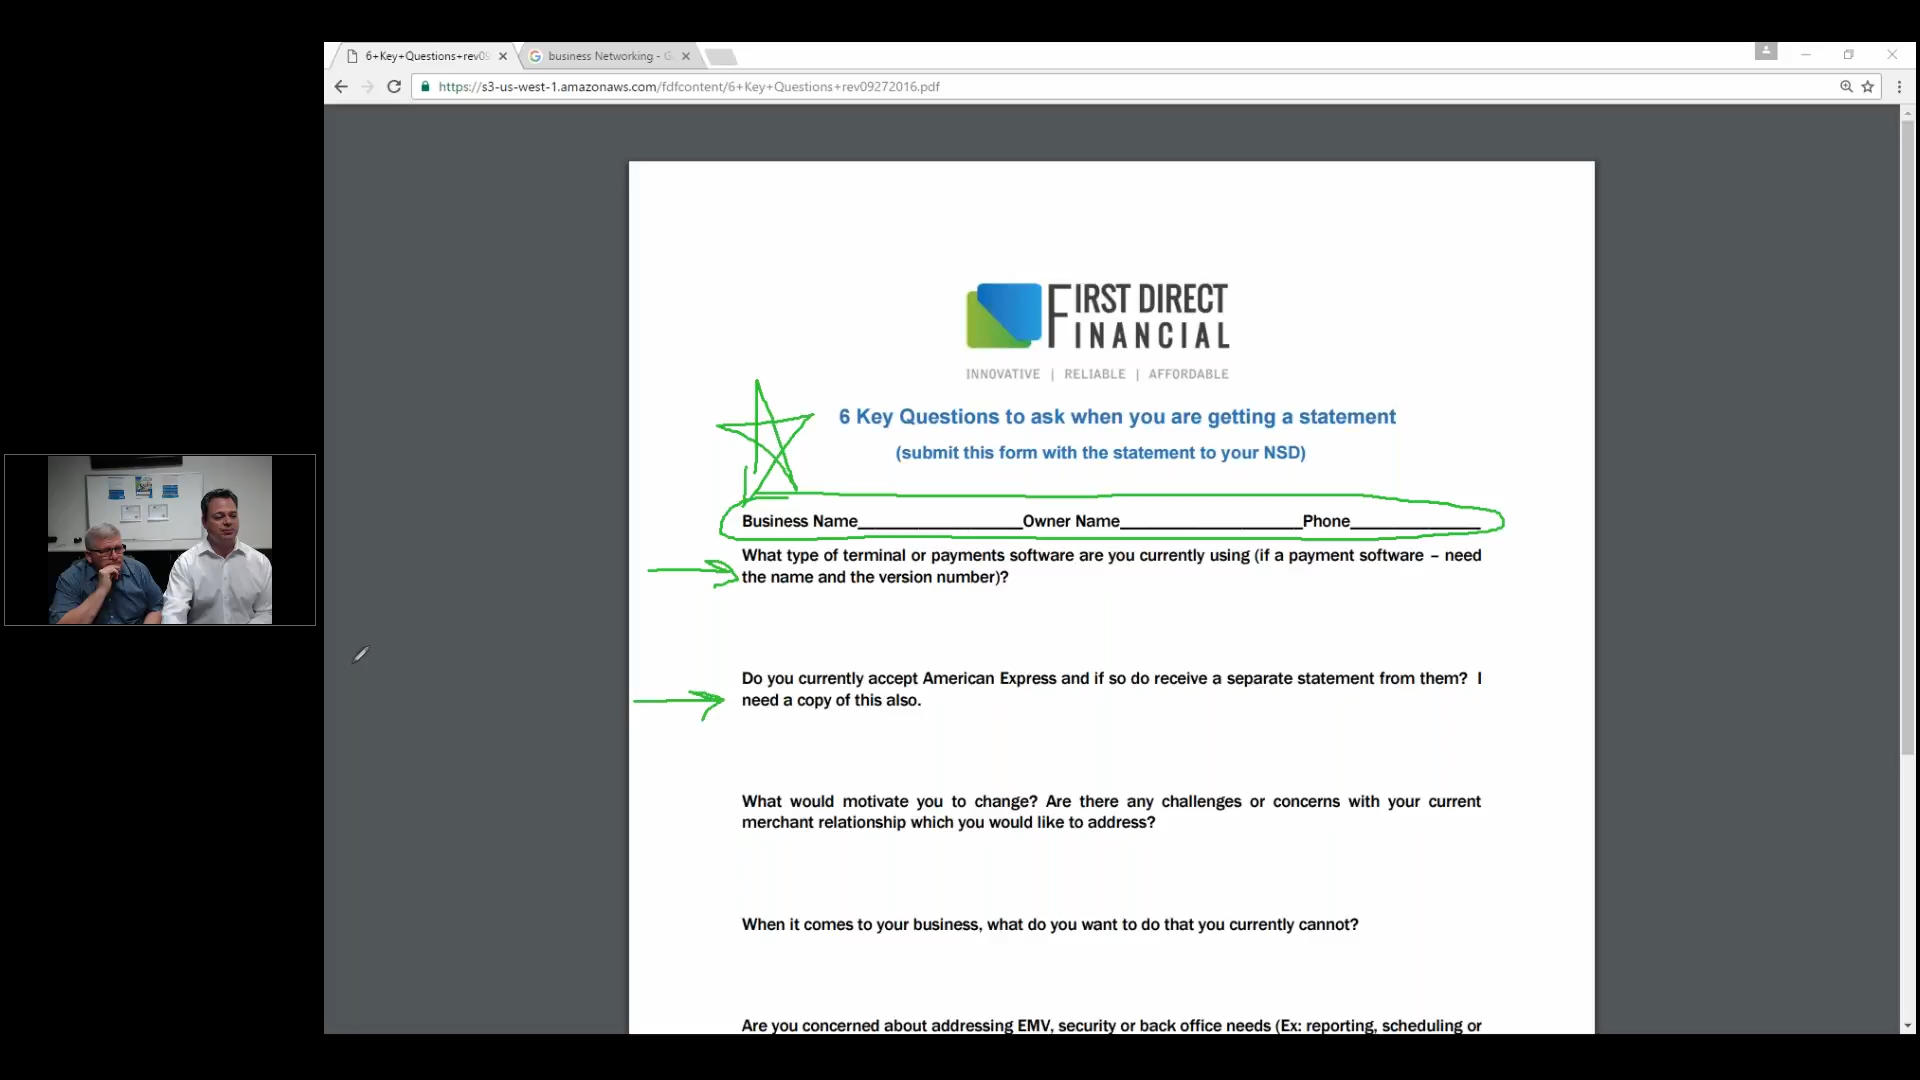 6+Key+Questions+rev09
business Networking - G
https://s3-us-west-1.amazonaws.com/fdfcontent/6+Key+Questions+rev09272016.pdf
FIRST DIRECT
FINANCIAL
INNOVATIVE | RELIABLE | AFFORDABLE
6 Key Questions to ask when you are getting a statement
(submit this form with the statement to your NSD)
Business Name__________________Owner Name____________________Phone______________
What type of terminal or payments software are you currently using (if a payment software – need
the name and the version number)?
Do you currently accept American Express and if so do receive a separate statement from them? I
need a copy of this also.
What would motivate you to change? Are there any challenges or concerns with your current
merchant relationship which you would like to address?
When it comes to your business, what do you want to do that you currently cannot?
Are you concerned about addressing EMV, security or back office needs (Ex: reporting, scheduling or